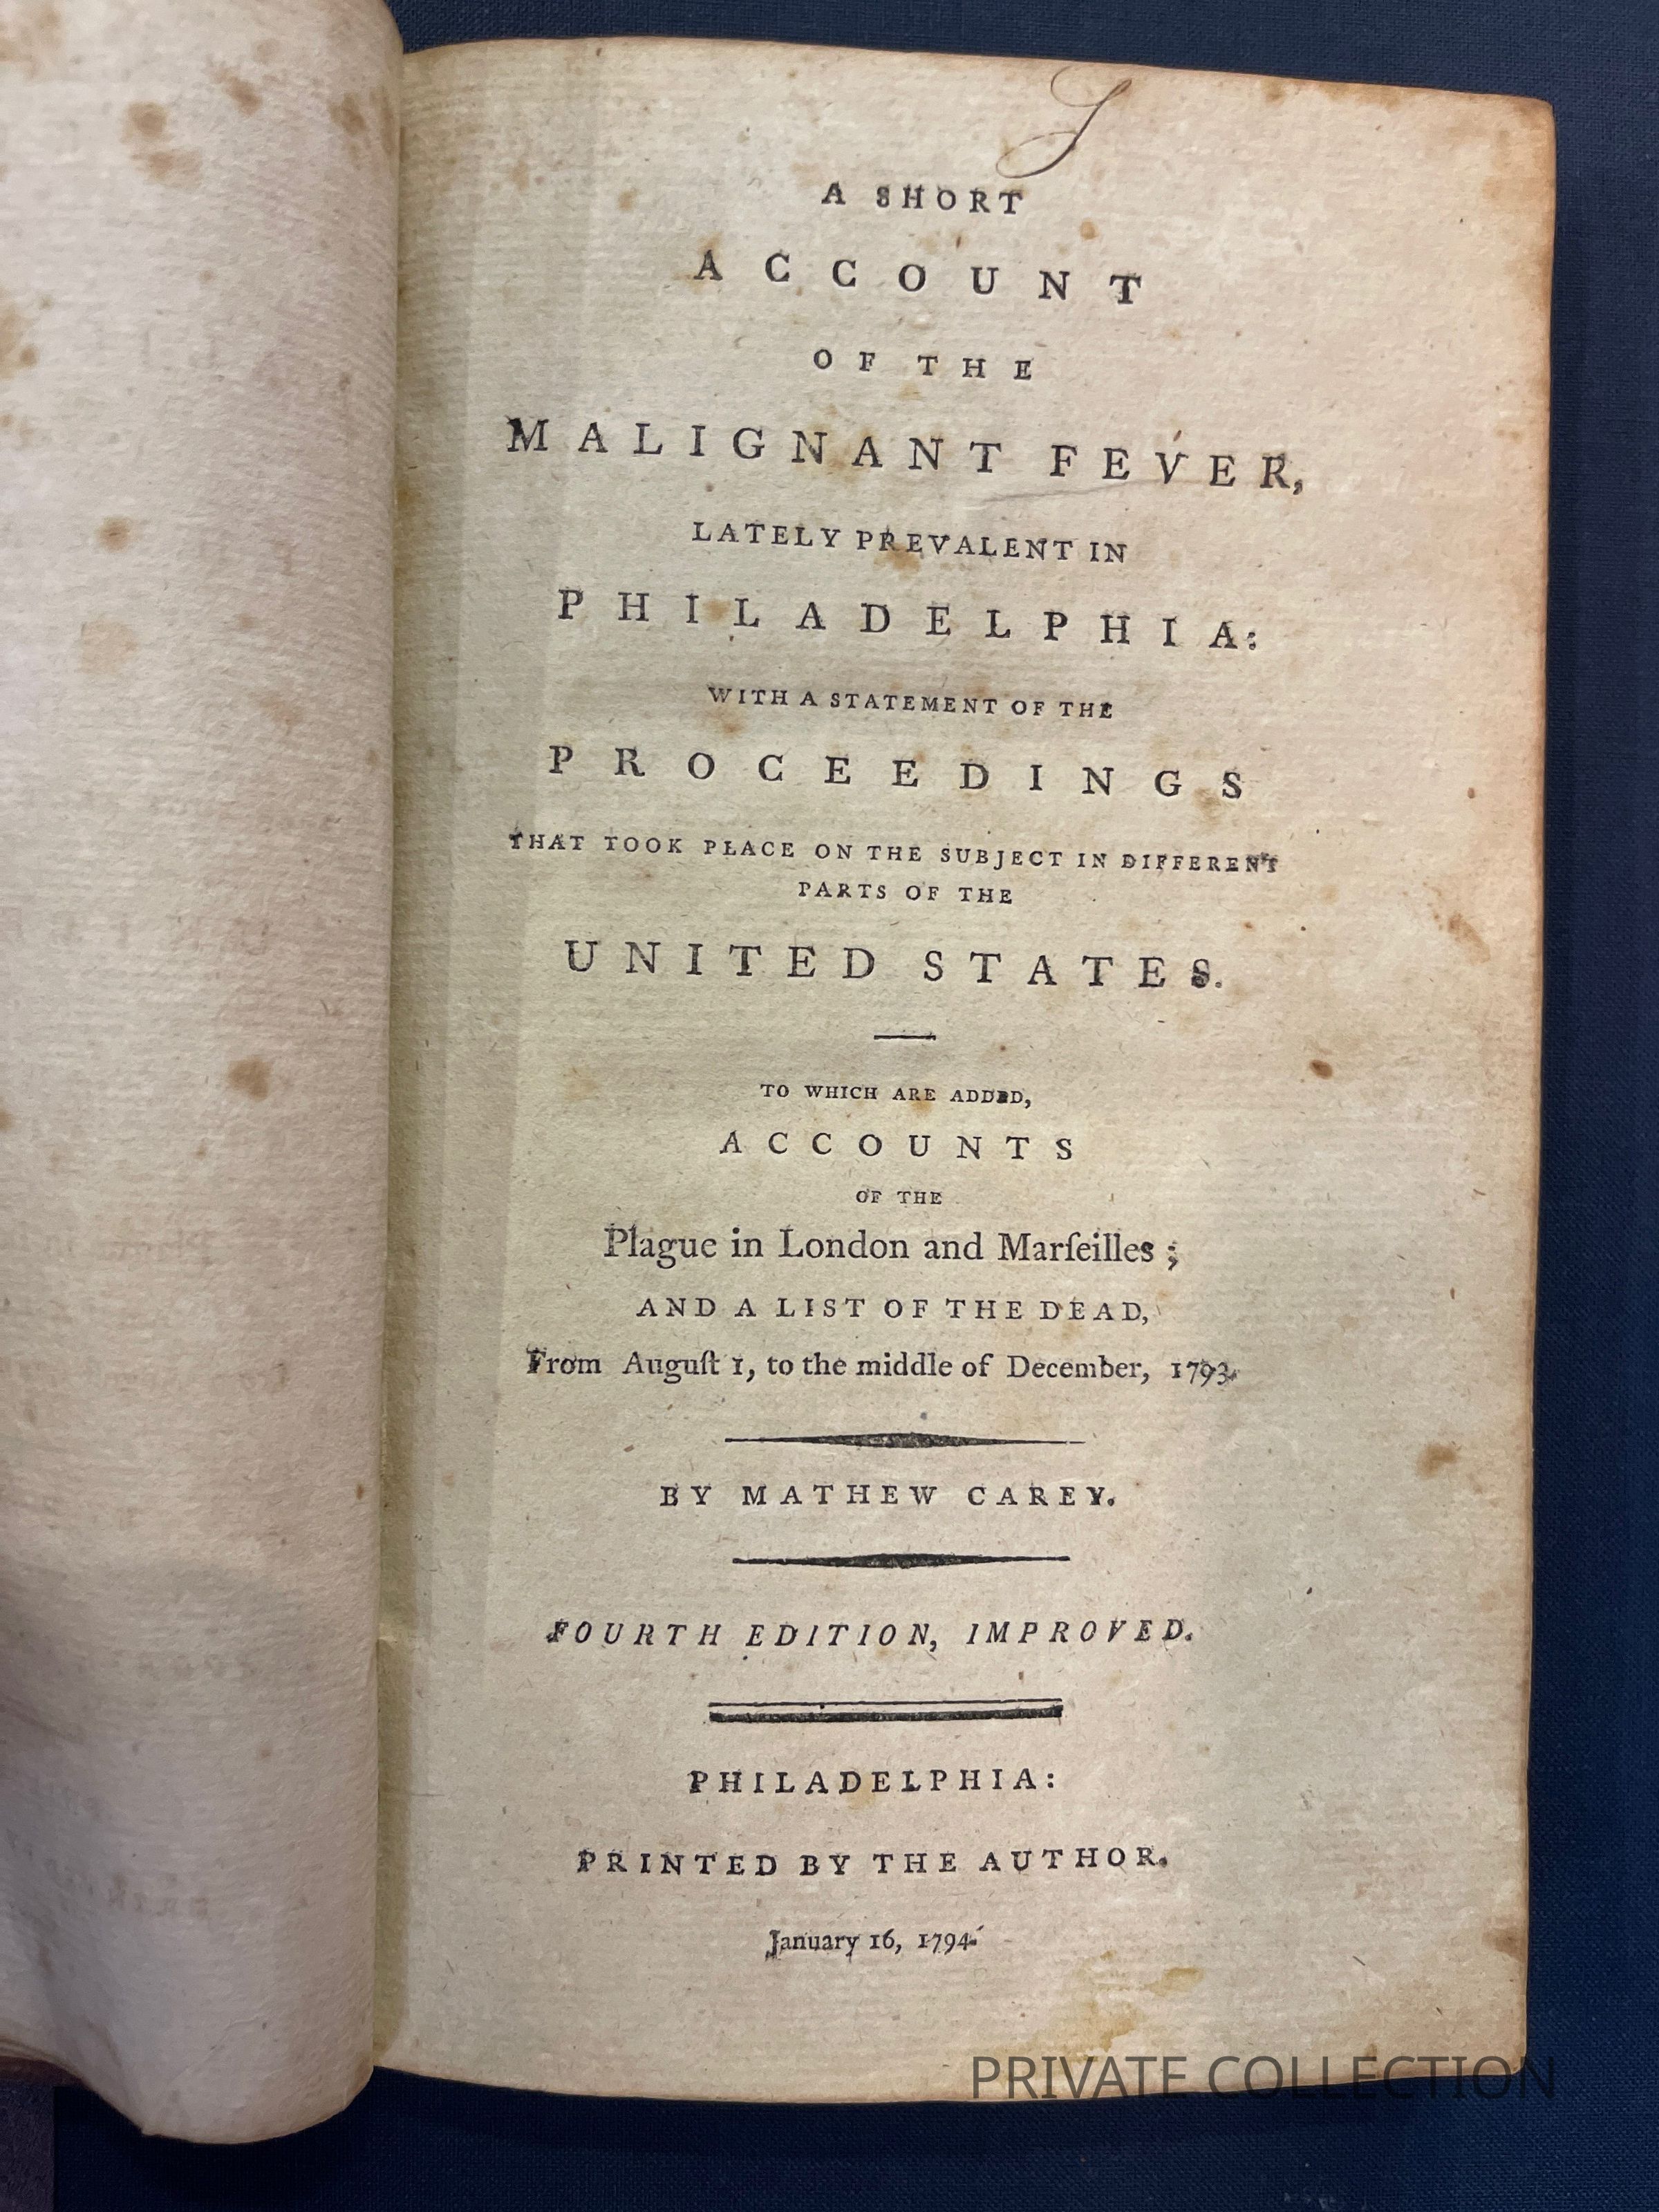 A SHORT
ACCOUNT
OF THE
MALIGNANT FEVER,
LATELY PREVALENT IN
PHILADELPHIA:
WITH A STATEMENT OF THE
PROCEEDINGS
THAT TOOK PLACE ON THE SUBJECT IN DIFFERENT
PARTS OF THE
UNITED STATES.
TO WHICH ARE ADDED,
ACCOUNTS
OF THE
Plague in London and Marſeilles ;
AND A LIST OF THE DEAD,
From Auguſt 1, to the middle of December, 1793.
BY MATHEW CAREY.
FOURTH EDITION, IMPROVED.
PHILADELPHIA:
PRINTED BY THE AUTHOR.
January 16, 1794.
PRIVATE COLLECTION